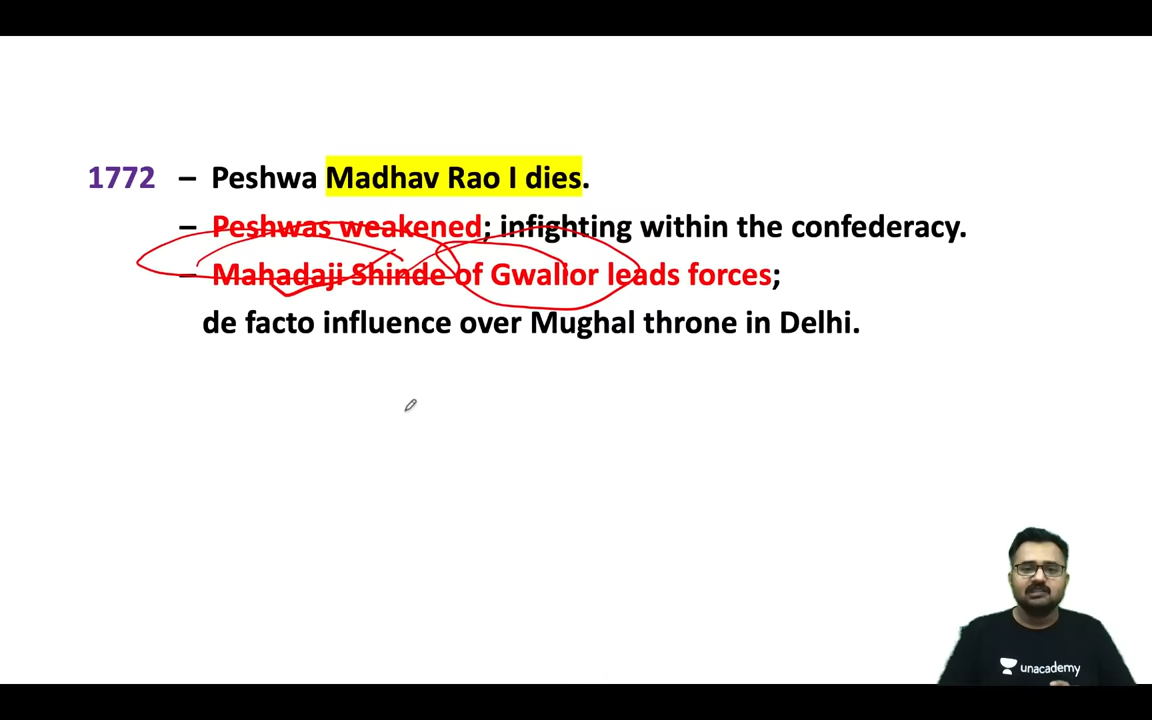 1772 – Peshwa Madhav Rao I dies.
– Peshwas weakened; infighting within the confederacy.
– Mahadaji Shinde of Gwalior leads forces;
de facto influence over Mughal throne in Delhi.
unacademy